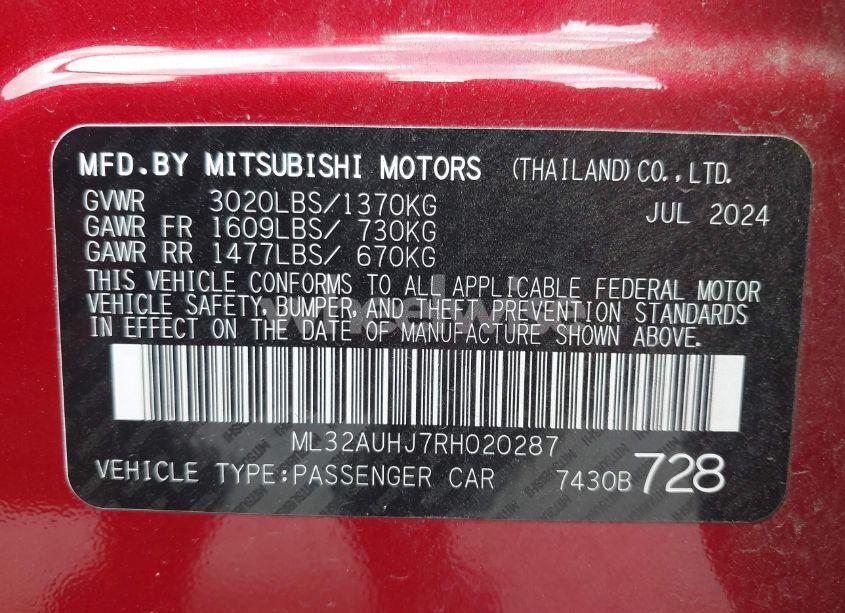 MFD.BY MITSUBISHI MOTORS (THAILAND) CO.,LTD.
GVWR 3020LBS/1370KG JUL 2024
GAWR FR 1609LBS/ 730KG
GAWR RR 1477LBS/ 670KG
THIS VEHICLE CONFORMS TO ALL APPLICABLE FEDERAL MOTOR
VEHICLE SAFETY, BUMPER, AND THEFT PREVENTION STANDARDS
IN EFFECT ON THE DATE OF MANUFACTURE SHOWN ABOVE.
ML32AUHJ7RH020287
VEHICLE TYPE:PASSENGER CAR 7430B 728